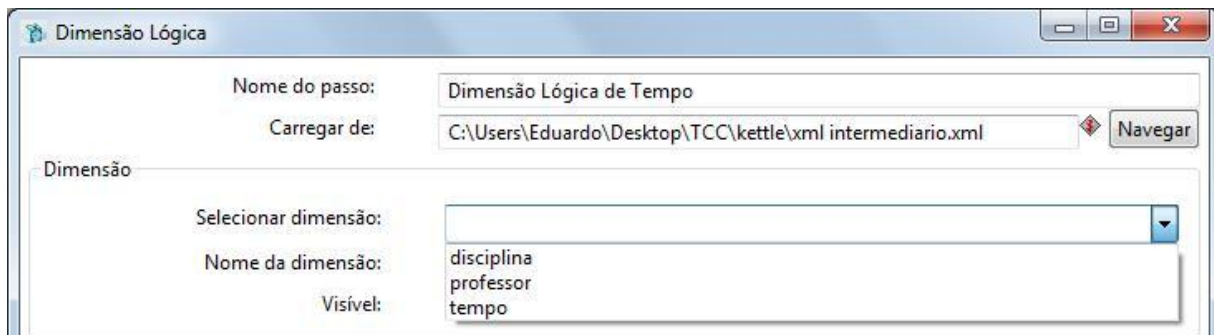 Dimensão Lógica
Nome do passo: Dimensão Lógica de Tempo
Carregar de: C:\Users\Eduardo\Desktop\TCC\kettle\xml intermediario.xml Navegar
Dimensão
Selecionar dimensão:
Nome da dimensão: disciplina
professor
Visível: tempo